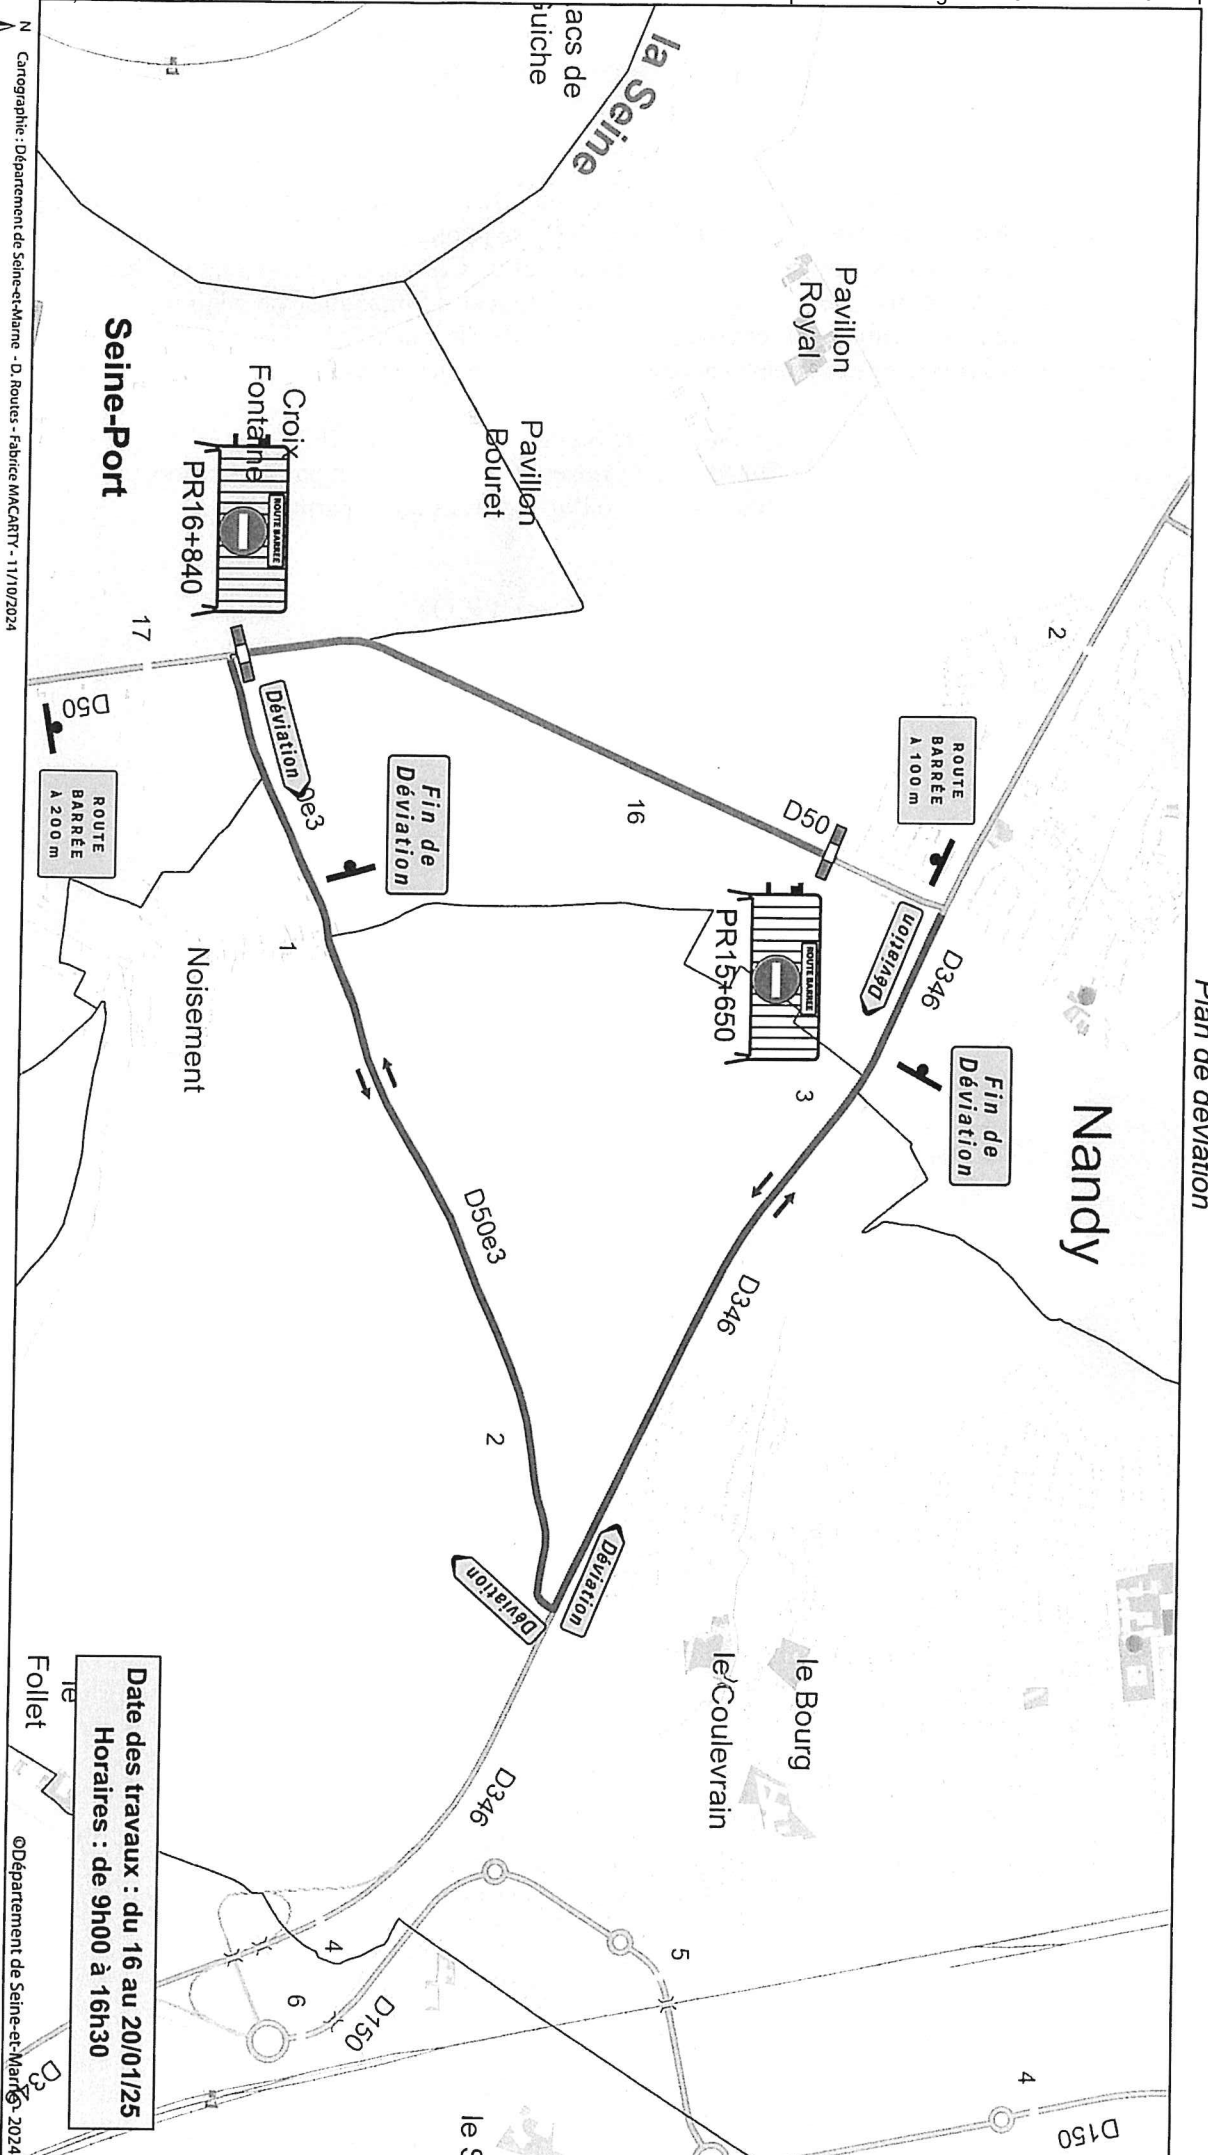 Plan de déviation
la Seine
acs de
Guiche
Pavillon
Royal
Pavillon
Bouret
Croix
Fontaine
Seine-Port
ROUTE BARREE
PR16+840
17
D50
ROUTE
BARRÉE
À 200 m
Déviation
0e3
Fin de
Déviation
1
Noisement
16
D50
2
ROUTE
BARRÉE
À 100 m
Déviation
D346
ROUTE BARREE
PR15+650
3
Fin de
Déviation
Nandy
D50e3
D346
2
Déviation
Déviation
le Bourg
le Coulevrain
D346
le
Follet
4
5
6
D150
4
D150
D34
le S
Date des travaux : du 16 au 20/01/25
Horaires : de 9h00 à 16h30
N
Cartographie : Département de Seine-et-Marne - D. Routes - Fabrice MACARTY - 11/10/2024
©Département de Seine-et-Marne - 2024